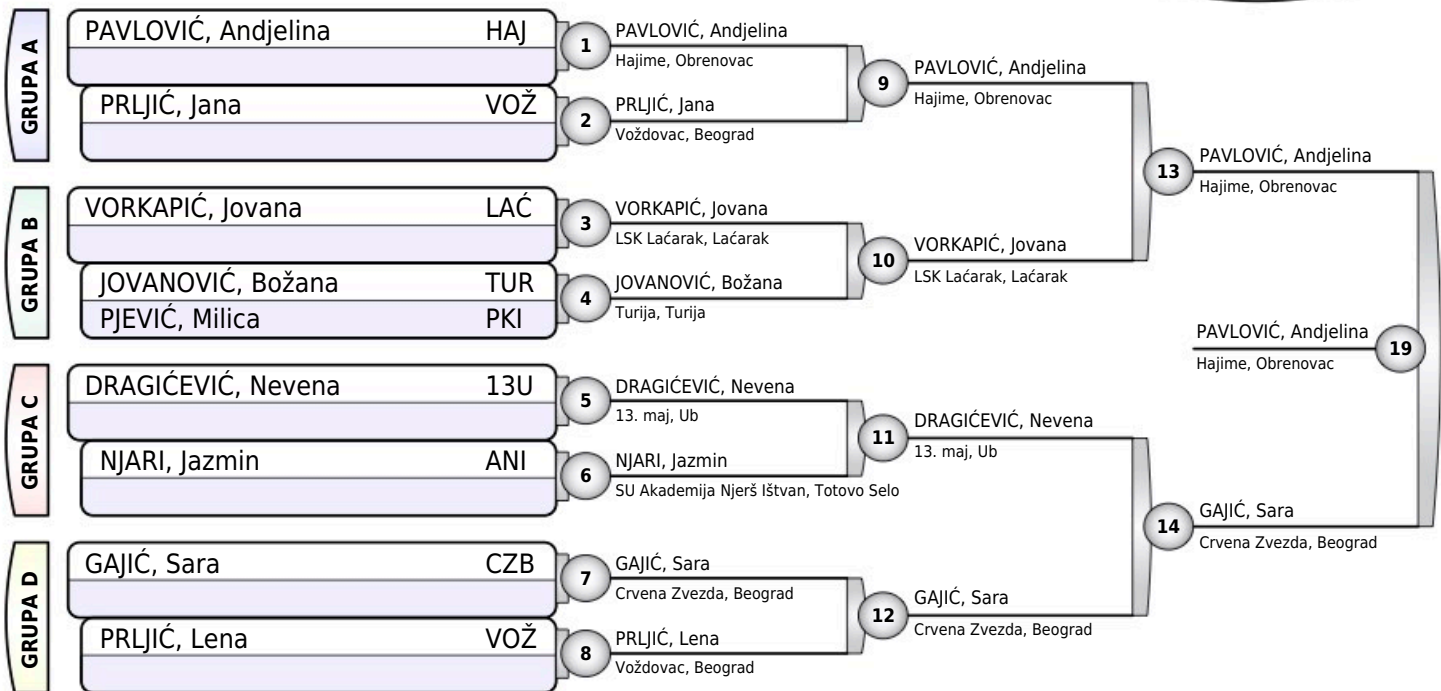 GRUPA A
PAVLOVIĆ, Andjelina HAJ
PRLJIĆ, Jana VOŽ
GRUPA B
VORKAPIĆ, Jovana LAĆ
JOVANOVIĆ, Božana TUR
PJEVIĆ, Milica PKI
GRUPA C
DRAGIĆEVIĆ, Nevena 13U
NJARI, Jazmin ANI
GRUPA D
GAJIĆ, Sara CZB
PRLJIĆ, Lena VOŽ
1
PAVLOVIĆ, Andjelina
Hajime, Obrenovac
2
PRLJIĆ, Jana
Voždovac, Beograd
3
VORKAPIĆ, Jovana
LSK Laćarak, Laćarak
4
JOVANOVIĆ, Božana
Turija, Turija
5
DRAGIĆEVIĆ, Nevena
13. maj, Ub
6
NJARI, Jazmin
SU Akademija Njerš Ištvan, Totovo Selo
7
GAJIĆ, Sara
Crvena Zvezda, Beograd
8
PRLJIĆ, Lena
Voždovac, Beograd
9
PAVLOVIĆ, Andjelina
Hajime, Obrenovac
10
VORKAPIĆ, Jovana
LSK Laćarak, Laćarak
11
DRAGIĆEVIĆ, Nevena
13. maj, Ub
12
GAJIĆ, Sara
Crvena Zvezda, Beograd
13
PAVLOVIĆ, Andjelina
Hajime, Obrenovac
14
GAJIĆ, Sara
Crvena Zvezda, Beograd
PAVLOVIĆ, Andjelina
Hajime, Obrenovac
19